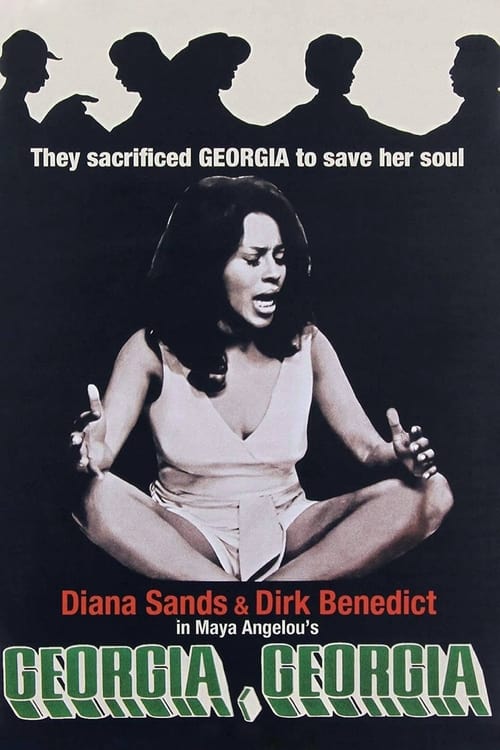 They sacrificed GEORGIA to save her soul
Diana Sands & Dirk Benedict
in Maya Angelou's
GEORGIA, GEORGIA